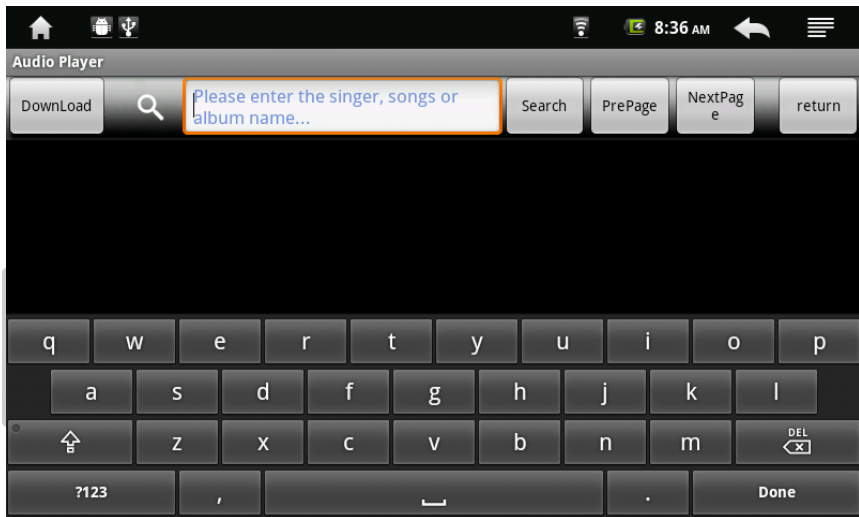 8:36 AM
Audio Player
DownLoad
Please enter the singer, songs or
album name...
Search
PrePage
NextPag
e
return
q w e r t y u i o p
a s d f g h j k l
z x c v b n m DEL
?123 , . Done